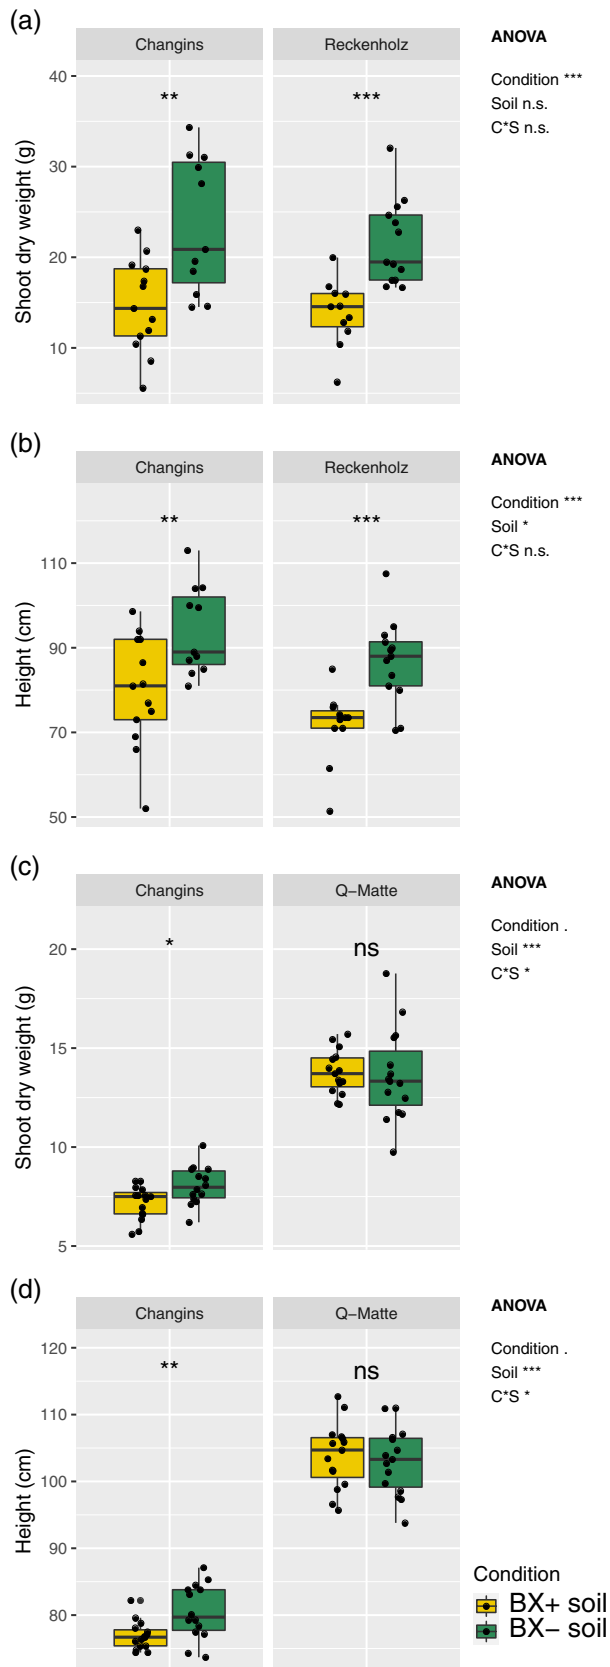 (a)
Changins
Reckenholz
ANOVA
40
**
***
Condition ***
Soil n.s.
C*S n.s.
30
20
10
Shoot dry weight (g)
(b)
Changins
Reckenholz
ANOVA
**
***
Condition ***
Soil *
C*S n.s.
110
90
70
50
Height (cm)
(c)
Changins
Q−Matte
ANOVA
*
ns
Condition .
Soil ***
C*S *
20
15
10
5
Shoot dry weight (g)
(d)
Changins
Q−Matte
ANOVA
120
**
ns
Condition .
Soil ***
C*S *
110
100
90
80
Height (cm)
Condition
BX+ soil
BX− soil